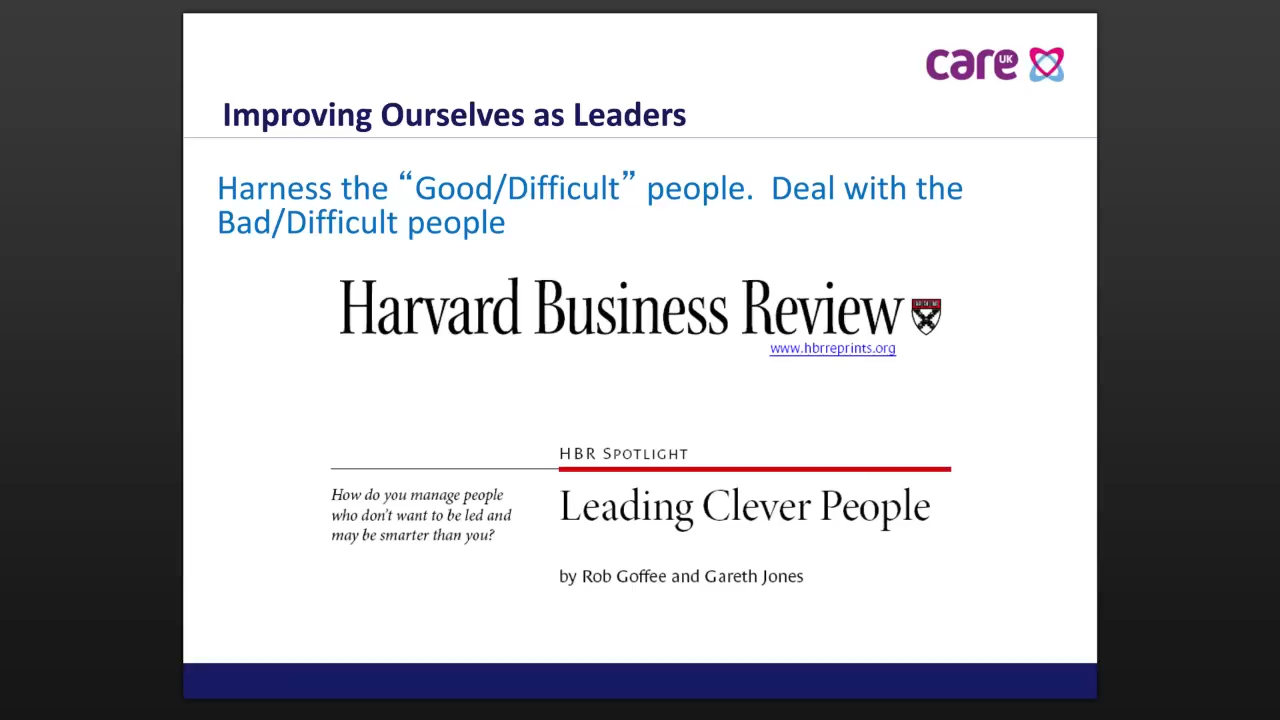 care UK
Improving Ourselves as Leaders
Harness the “Good/Difficult” people.  Deal with the
Bad/Difficult people
Harvard Business Review
www.hbrreprints.org
HBR SPOTLIGHT
How do you manage people
who don't want to be led and
may be smarter than you?
Leading Clever People
by Rob Goffee and Gareth Jones